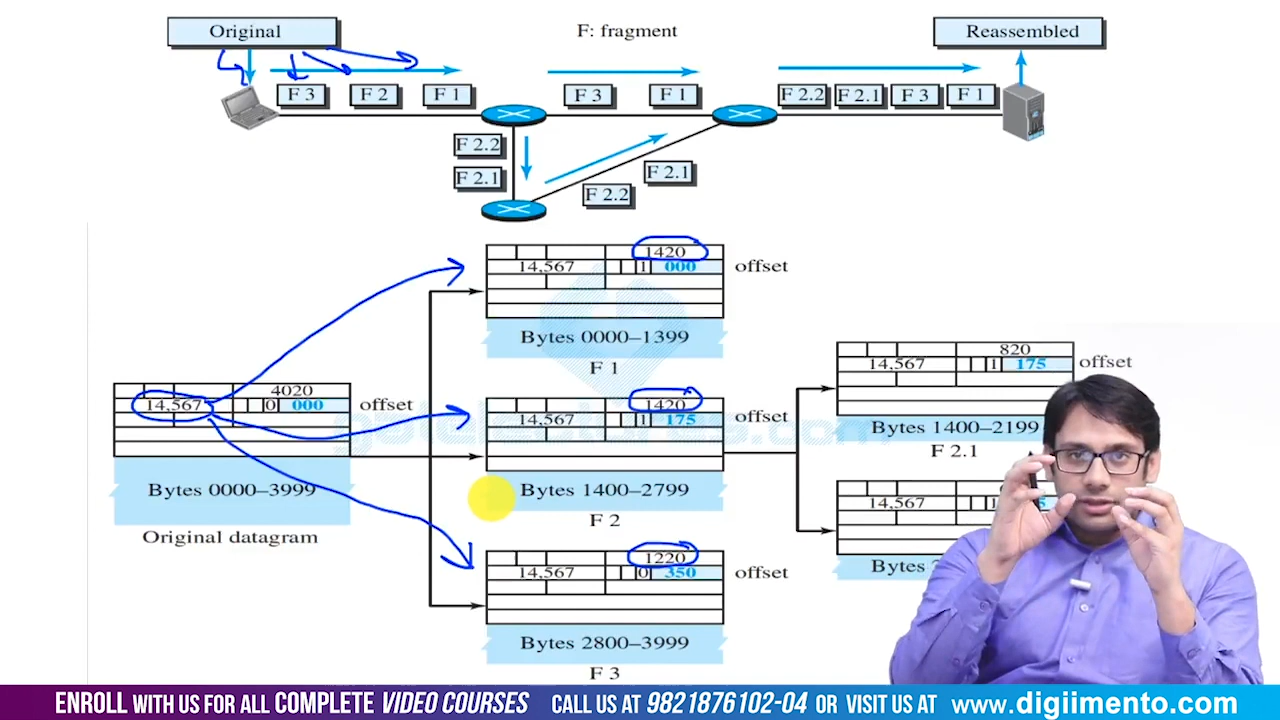 Original
F: fragment
Reassembled
F 3
F 2
F 1
F 3
F 1
F 2.2
F 2.1
F 3
F 1
F 2.2
F 2.1
F 2.1
F 2.2
1420
14,567
1
000
offset
Bytes 0000–1399
F 1
4020
14,567
0
000
offset
Bytes 0000–3999
Original datagram
1420
14,567
1
175
offset
Bytes 1400–2799
F 2
1220
14,567
0
350
offset
Bytes 2800–3999
F 3
820
14,567
1
175
offset
Bytes 1400–2199
F 2.1
14,567
1
Bytes
ENROLL WITH US FOR ALL COMPLETE VIDEO COURSES CALL US AT 9821876102-04 OR VISIT US AT www.digiimento.com